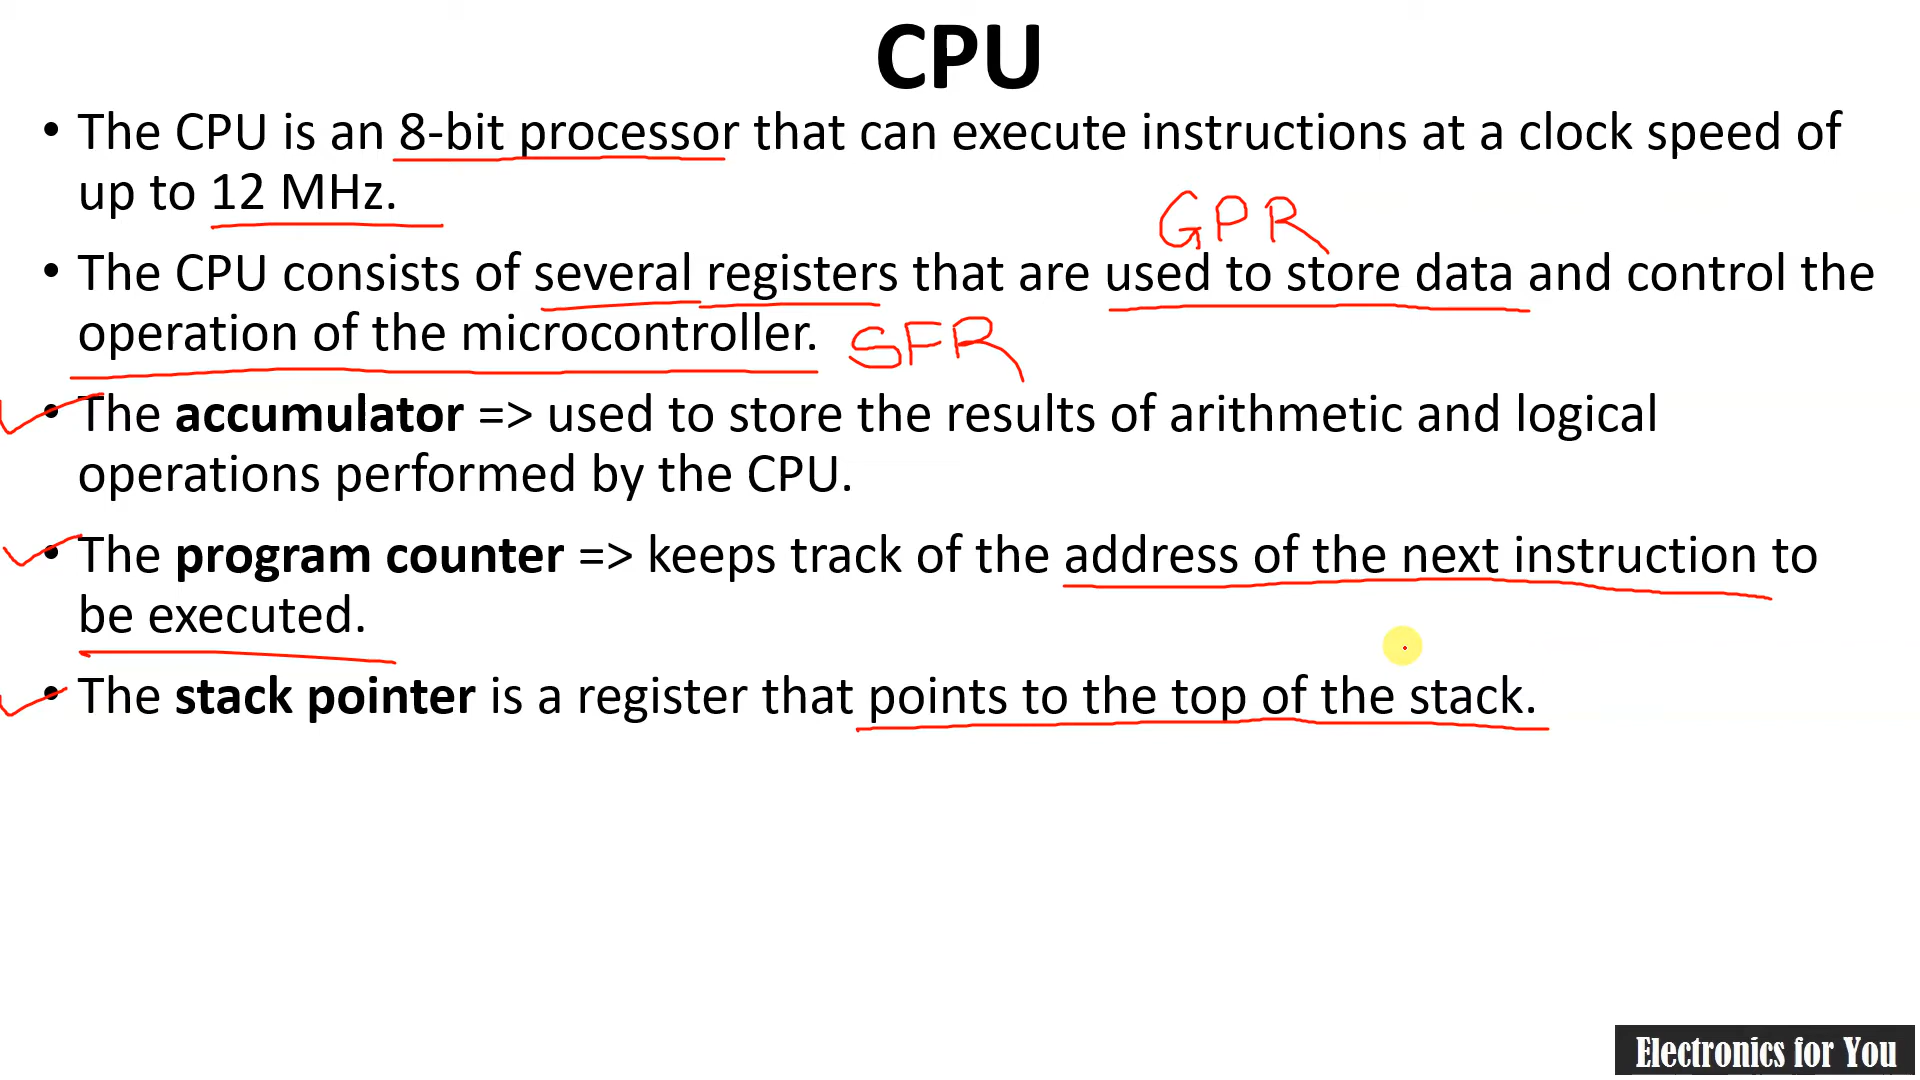 CPU
• The CPU is an 8-bit processor that can execute instructions at a clock speed of
up to 12 MHz.
GPR
• The CPU consists of several registers that are used to store data and control the
operation of the microcontroller. SFR
• The accumulator => used to store the results of arithmetic and logical
operations performed by the CPU.
• The program counter => keeps track of the address of the next instruction to
be executed.
• The stack pointer is a register that points to the top of the stack.
Electronics for You